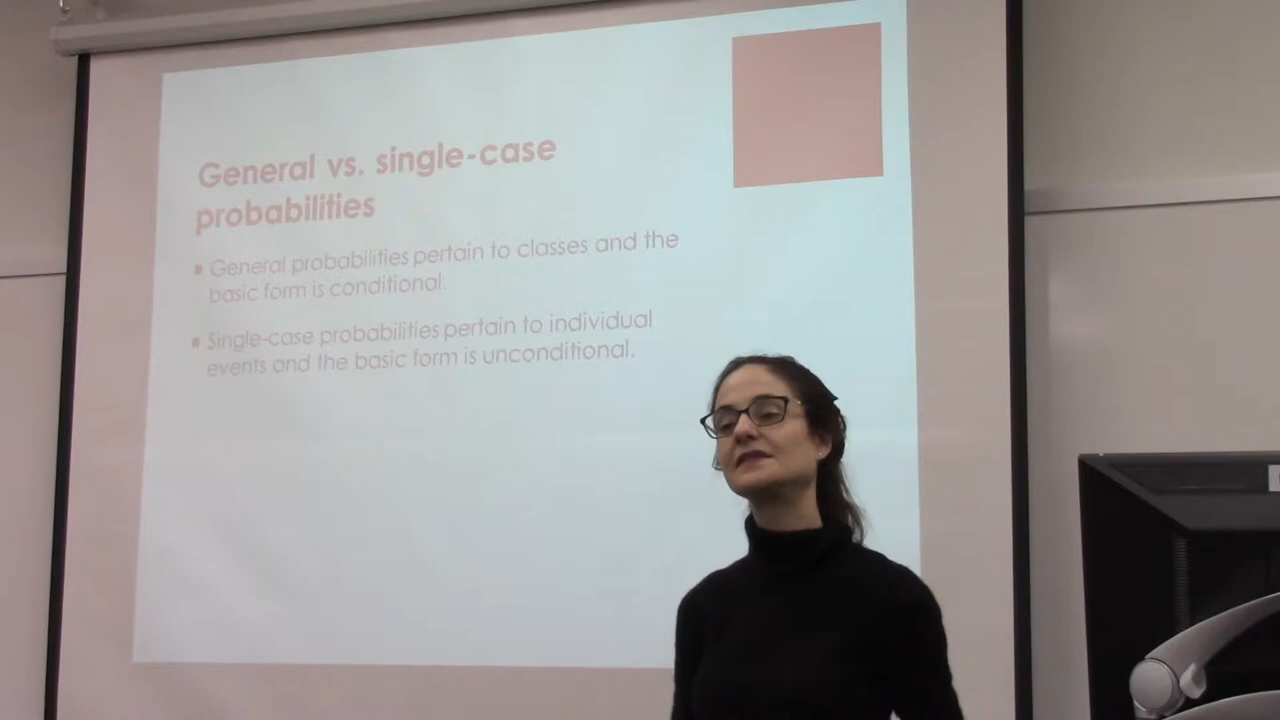 General vs. single-case
probabilities
▪ General probabilities pertain to classes and the
basic form is conditional.
▪ Single-case probabilities pertain to individual
events and the basic form is unconditional.